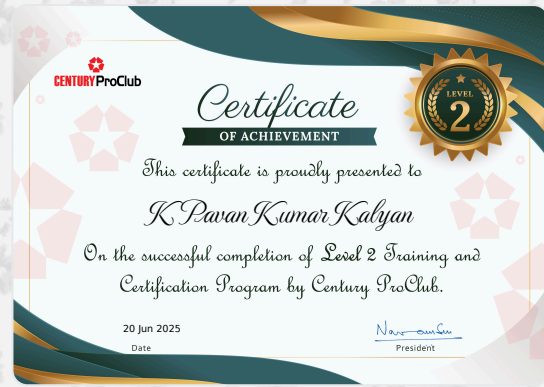 CENTURY ProClub
Certificate
OF ACHIEVEMENT
LEVEL
2
This certificate is proudly presented to
K Pavan Kumar Kalyan
On the successful completion of Level 2 Training and
Certification Program by Century ProClub.
20 Jun 2025
Date
President